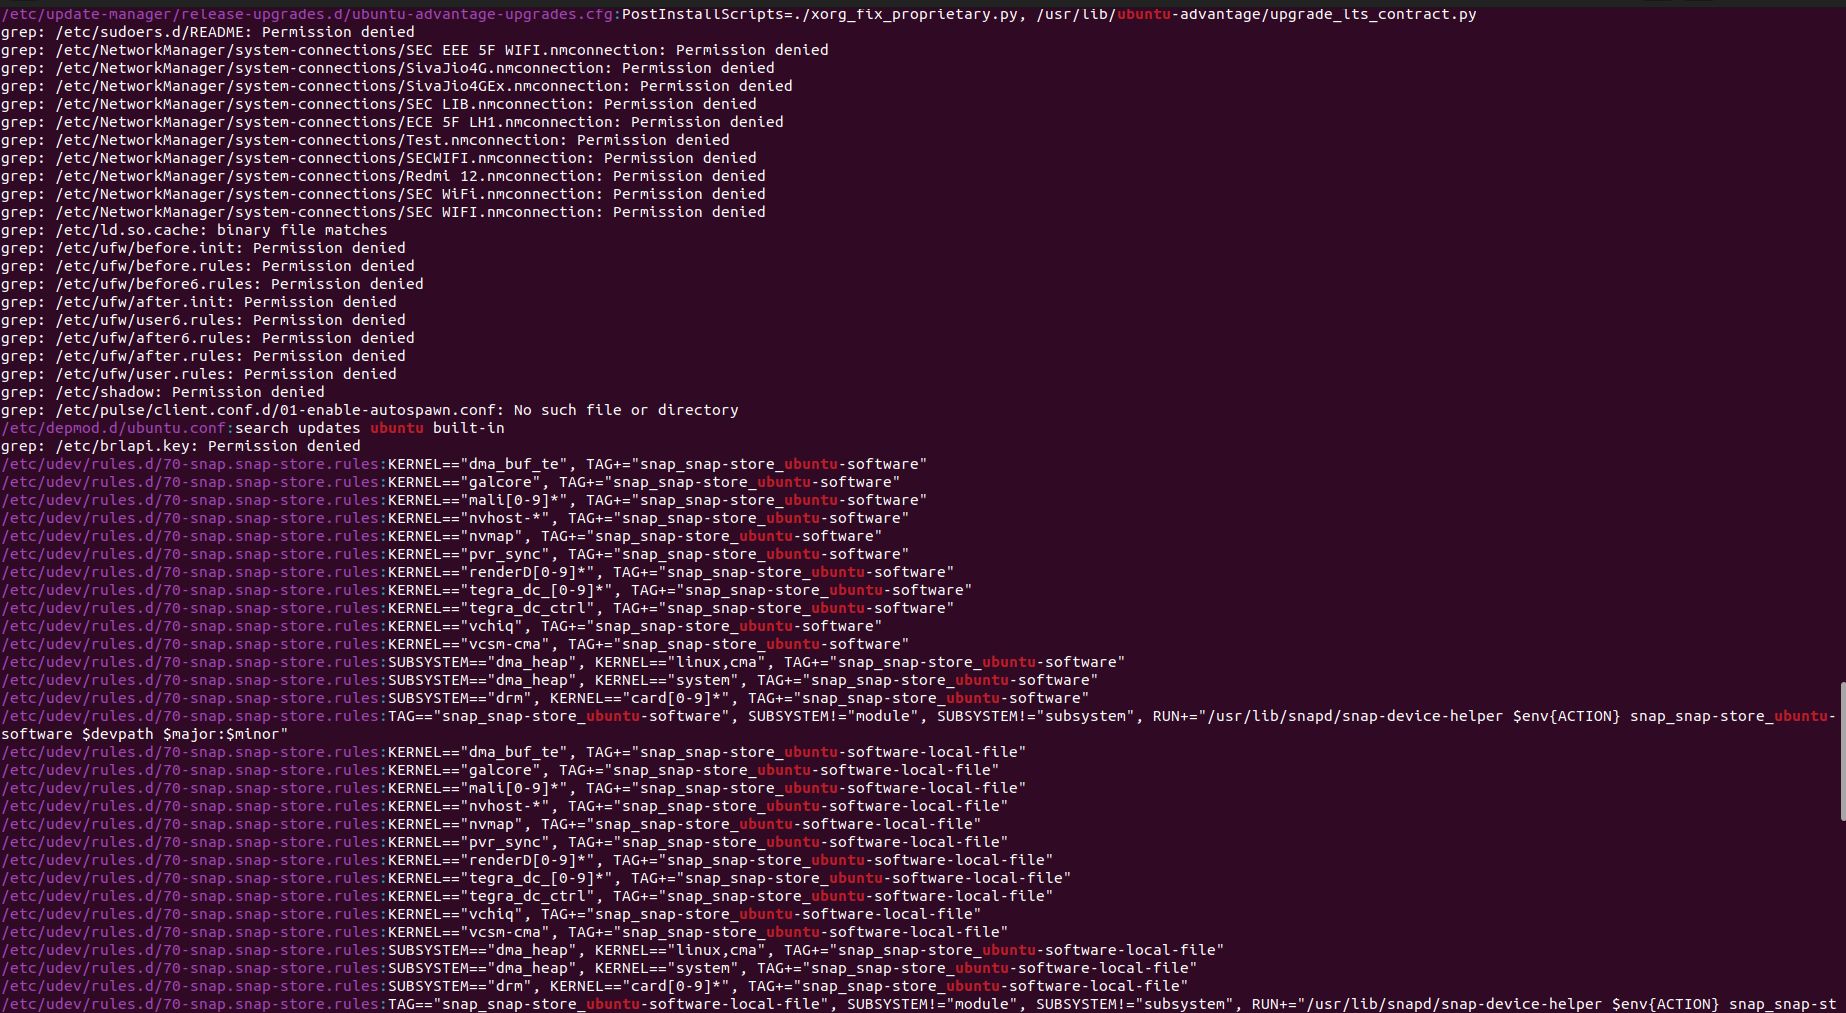 /etc/update-manager/release-upgrades.d/ubuntu-advantage-upgrades.cfg:PostInstallScripts=./xorg_fix_proprietary.py, /usr/lib/ubuntu-advantage/upgrade_lts_contract.py
grep: /etc/sudoers.d/README: Permission denied
grep: /etc/NetworkManager/system-connections/SEC EEE 5F WIFI.nmconnection: Permission denied
grep: /etc/NetworkManager/system-connections/SivaJio4G.nmconnection: Permission denied
grep: /etc/NetworkManager/system-connections/SivaJio4GEx.nmconnection: Permission denied
grep: /etc/NetworkManager/system-connections/SEC LIB.nmconnection: Permission denied
grep: /etc/NetworkManager/system-connections/ECE 5F LH1.nmconnection: Permission denied
grep: /etc/NetworkManager/system-connections/Test.nmconnection: Permission denied
grep: /etc/NetworkManager/system-connections/SECWIFI.nmconnection: Permission denied
grep: /etc/NetworkManager/system-connections/Redmi 12.nmconnection: Permission denied
grep: /etc/NetworkManager/system-connections/SEC WiFi.nmconnection: Permission denied
grep: /etc/NetworkManager/system-connections/SEC WIFI.nmconnection: Permission denied
grep: /etc/ld.so.cache: binary file matches
grep: /etc/ufw/before.init: Permission denied
grep: /etc/ufw/before.rules: Permission denied
grep: /etc/ufw/before6.rules: Permission denied
grep: /etc/ufw/after.init: Permission denied
grep: /etc/ufw/user6.rules: Permission denied
grep: /etc/ufw/after6.rules: Permission denied
grep: /etc/ufw/after.rules: Permission denied
grep: /etc/ufw/user.rules: Permission denied
grep: /etc/shadow: Permission denied
grep: /etc/pulse/client.conf.d/01-enable-autospawn.conf: No such file or directory
/etc/depmod.d/ubuntu.conf:search updates ubuntu built-in
grep: /etc/brlapi.key: Permission denied
/etc/udev/rules.d/70-snap.snap-store.rules:KERNEL=="dma_buf_te", TAG+="snap_snap-store_ubuntu-software"
/etc/udev/rules.d/70-snap.snap-store.rules:KERNEL=="galcore", TAG+="snap_snap-store_ubuntu-software"
/etc/udev/rules.d/70-snap.snap-store.rules:KERNEL=="mali[0-9]*", TAG+="snap_snap-store_ubuntu-software"
/etc/udev/rules.d/70-snap.snap-store.rules:KERNEL=="nvhost-*", TAG+="snap_snap-store_ubuntu-software"
/etc/udev/rules.d/70-snap.snap-store.rules:KERNEL=="nvmap", TAG+="snap_snap-store_ubuntu-software"
/etc/udev/rules.d/70-snap.snap-store.rules:KERNEL=="pvr_sync", TAG+="snap_snap-store_ubuntu-software"
/etc/udev/rules.d/70-snap.snap-store.rules:KERNEL=="renderD[0-9]*", TAG+="snap_snap-store_ubuntu-software"
/etc/udev/rules.d/70-snap.snap-store.rules:KERNEL=="tegra_dc_[0-9]*", TAG+="snap_snap-store_ubuntu-software"
/etc/udev/rules.d/70-snap.snap-store.rules:KERNEL=="tegra_dc_ctrl", TAG+="snap_snap-store_ubuntu-software"
/etc/udev/rules.d/70-snap.snap-store.rules:KERNEL=="vchiq", TAG+="snap_snap-store_ubuntu-software"
/etc/udev/rules.d/70-snap.snap-store.rules:KERNEL=="vcsm-cma", TAG+="snap_snap-store_ubuntu-software"
/etc/udev/rules.d/70-snap.snap-store.rules:SUBSYSTEM=="dma_heap", KERNEL=="linux,cma", TAG+="snap_snap-store_ubuntu-software"
/etc/udev/rules.d/70-snap.snap-store.rules:SUBSYSTEM=="dma_heap", KERNEL=="system", TAG+="snap_snap-store_ubuntu-software"
/etc/udev/rules.d/70-snap.snap-store.rules:SUBSYSTEM=="drm", KERNEL=="card[0-9]*", TAG+="snap_snap-store_ubuntu-software"
/etc/udev/rules.d/70-snap.snap-store.rules:TAG=="snap_snap-store_ubuntu-software", SUBSYSTEM!="module", SUBSYSTEM!="subsystem", RUN+="/usr/lib/snapd/snap-device-helper $env{ACTION} snap_snap-store_ubuntu-
software $devpath $major:$minor"
/etc/udev/rules.d/70-snap.snap-store.rules:KERNEL=="dma_buf_te", TAG+="snap_snap-store_ubuntu-software-local-file"
/etc/udev/rules.d/70-snap.snap-store.rules:KERNEL=="galcore", TAG+="snap_snap-store_ubuntu-software-local-file"
/etc/udev/rules.d/70-snap.snap-store.rules:KERNEL=="mali[0-9]*", TAG+="snap_snap-store_ubuntu-software-local-file"
/etc/udev/rules.d/70-snap.snap-store.rules:KERNEL=="nvhost-*", TAG+="snap_snap-store_ubuntu-software-local-file"
/etc/udev/rules.d/70-snap.snap-store.rules:KERNEL=="nvmap", TAG+="snap_snap-store_ubuntu-software-local-file"
/etc/udev/rules.d/70-snap.snap-store.rules:KERNEL=="pvr_sync", TAG+="snap_snap-store_ubuntu-software-local-file"
/etc/udev/rules.d/70-snap.snap-store.rules:KERNEL=="renderD[0-9]*", TAG+="snap_snap-store_ubuntu-software-local-file"
/etc/udev/rules.d/70-snap.snap-store.rules:KERNEL=="tegra_dc_[0-9]*", TAG+="snap_snap-store_ubuntu-software-local-file"
/etc/udev/rules.d/70-snap.snap-store.rules:KERNEL=="tegra_dc_ctrl", TAG+="snap_snap-store_ubuntu-software-local-file"
/etc/udev/rules.d/70-snap.snap-store.rules:KERNEL=="vchiq", TAG+="snap_snap-store_ubuntu-software-local-file"
/etc/udev/rules.d/70-snap.snap-store.rules:KERNEL=="vcsm-cma", TAG+="snap_snap-store_ubuntu-software-local-file"
/etc/udev/rules.d/70-snap.snap-store.rules:SUBSYSTEM=="dma_heap", KERNEL=="linux,cma", TAG+="snap_snap-store_ubuntu-software-local-file"
/etc/udev/rules.d/70-snap.snap-store.rules:SUBSYSTEM=="dma_heap", KERNEL=="system", TAG+="snap_snap-store_ubuntu-software-local-file"
/etc/udev/rules.d/70-snap.snap-store.rules:SUBSYSTEM=="drm", KERNEL=="card[0-9]*", TAG+="snap_snap-store_ubuntu-software-local-file"
/etc/udev/rules.d/70-snap.snap-store.rules:TAG=="snap_snap-store_ubuntu-software-local-file", SUBSYSTEM!="module", SUBSYSTEM!="subsystem", RUN+="/usr/lib/snapd/snap-device-helper $env{ACTION} snap_snap-st